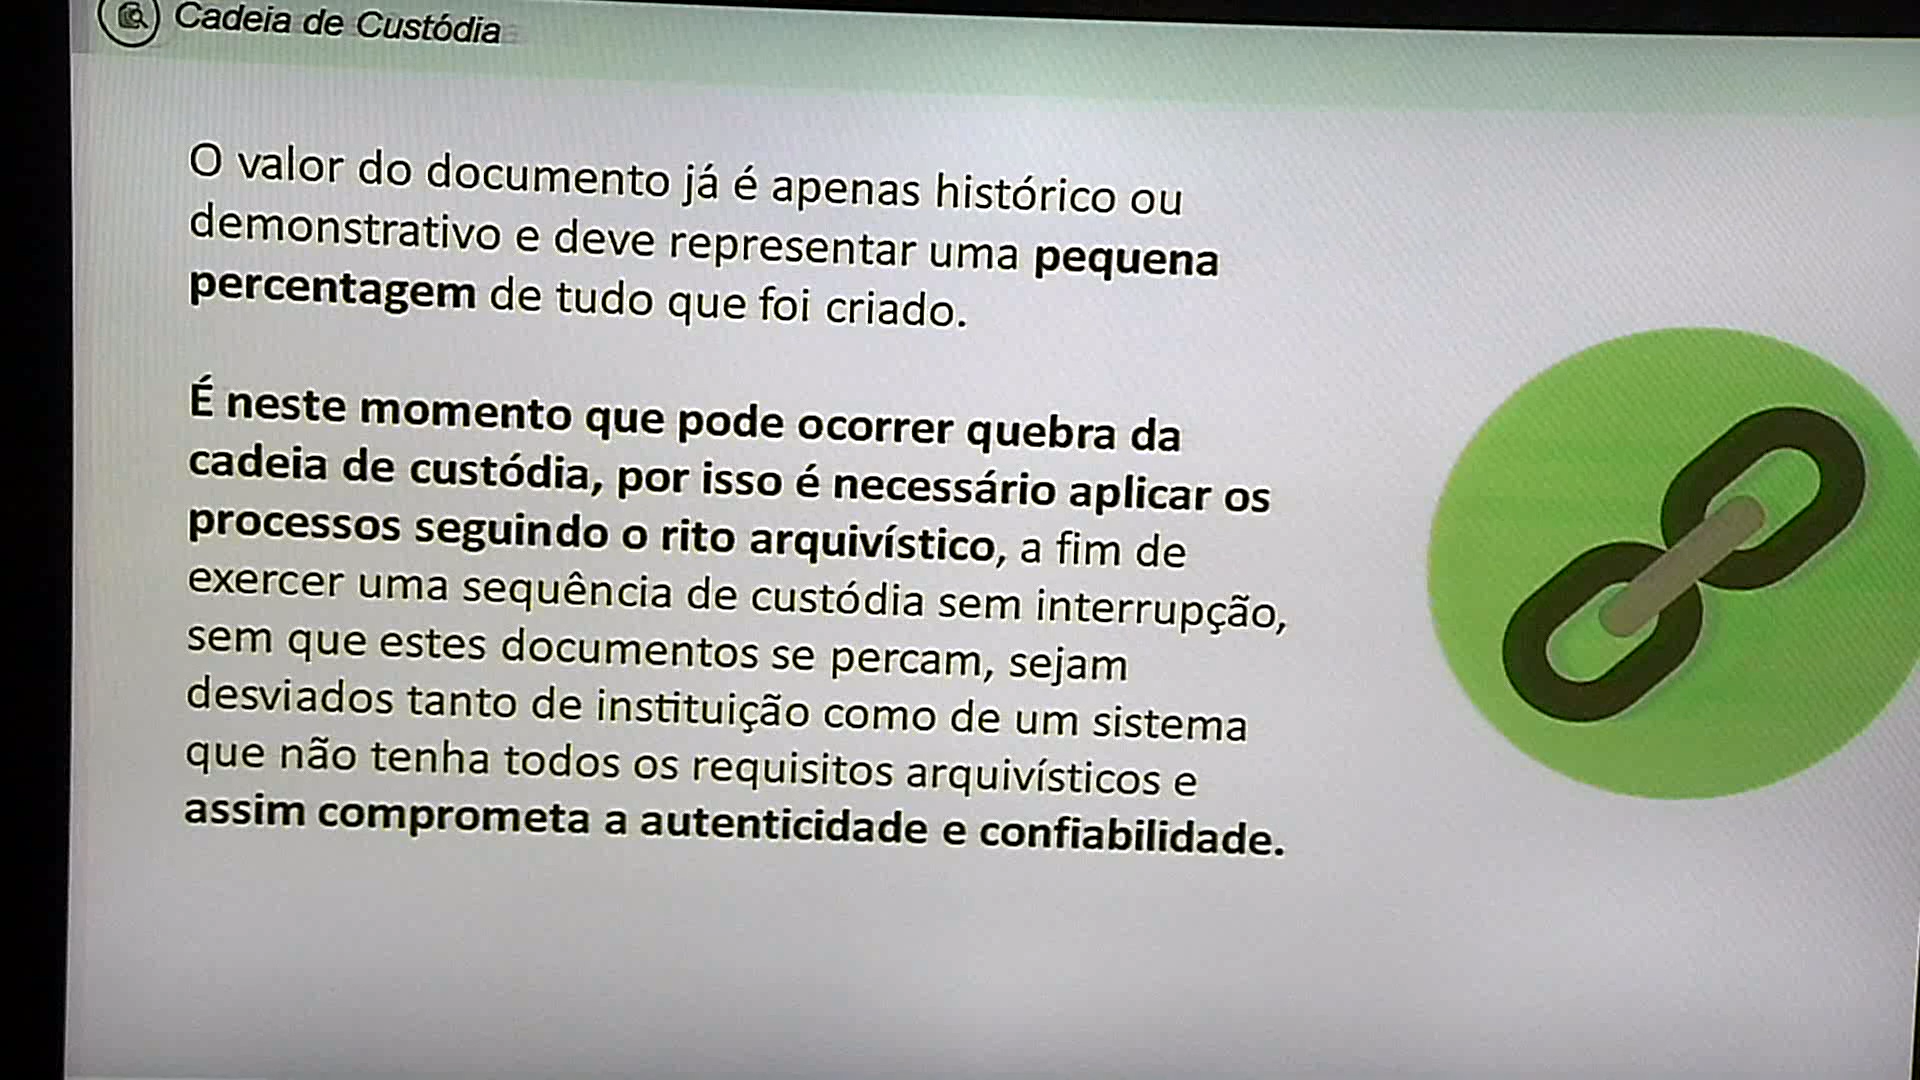 Cadeia de Custódia
O valor do documento já é apenas histórico ou
demonstrativo e deve representar uma pequena
percentagem de tudo que foi criado.
É neste momento que pode ocorrer quebra da
cadeia de custódia, por isso é necessário aplicar os
processos seguindo o rito arquivístico, a fim de
exercer uma sequência de custódia sem interrupção,
sem que estes documentos se percam, sejam
desviados tanto de instituição como de um sistema
que não tenha todos os requisitos arquivísticos e
assim comprometa a autenticidade e confiabilidade.